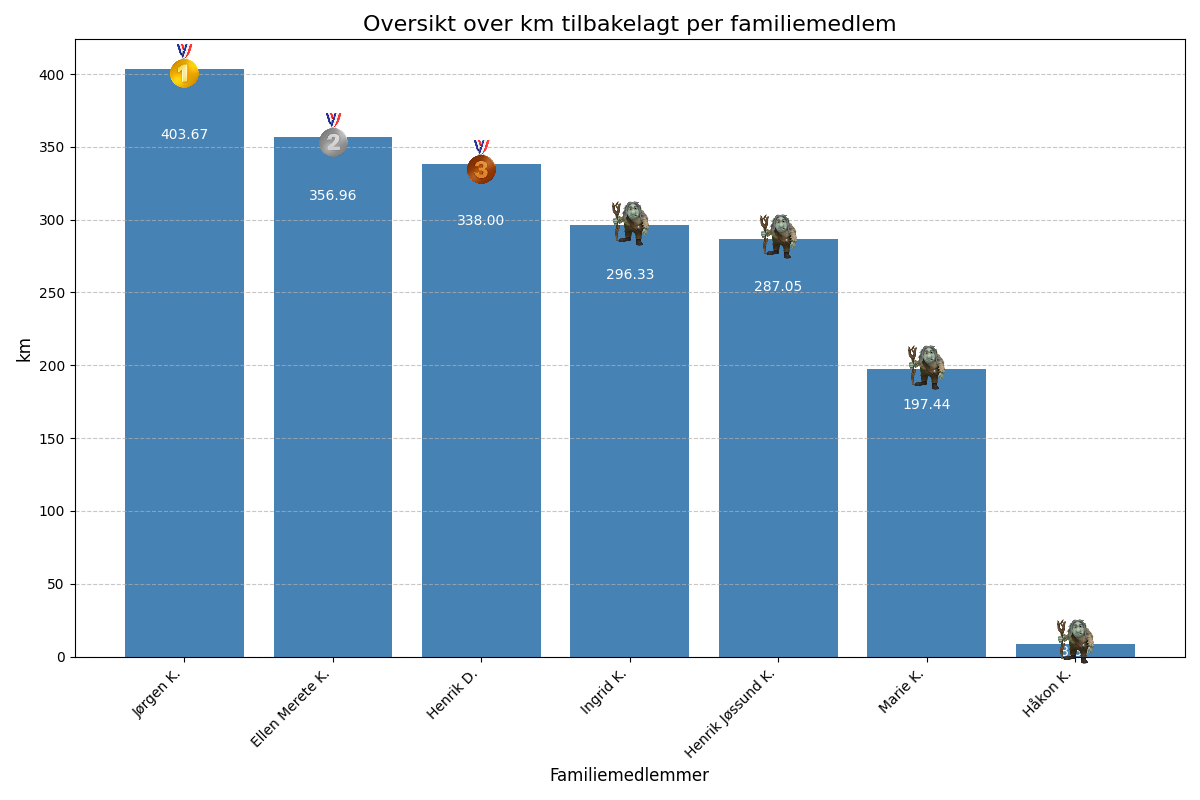 Oversikt over km tilbakelagt per familiemedlem
km
400
350
300
250
200
150
100
50
0
1
2
3
403.67
356.96
338.00
296.33
287.05
197.44
Jørgen K.
Ellen Merete K.
Henrik D.
Ingrid K.
Henrik Jøssund K.
Marie K.
Håkon K.
Familiemedlemmer